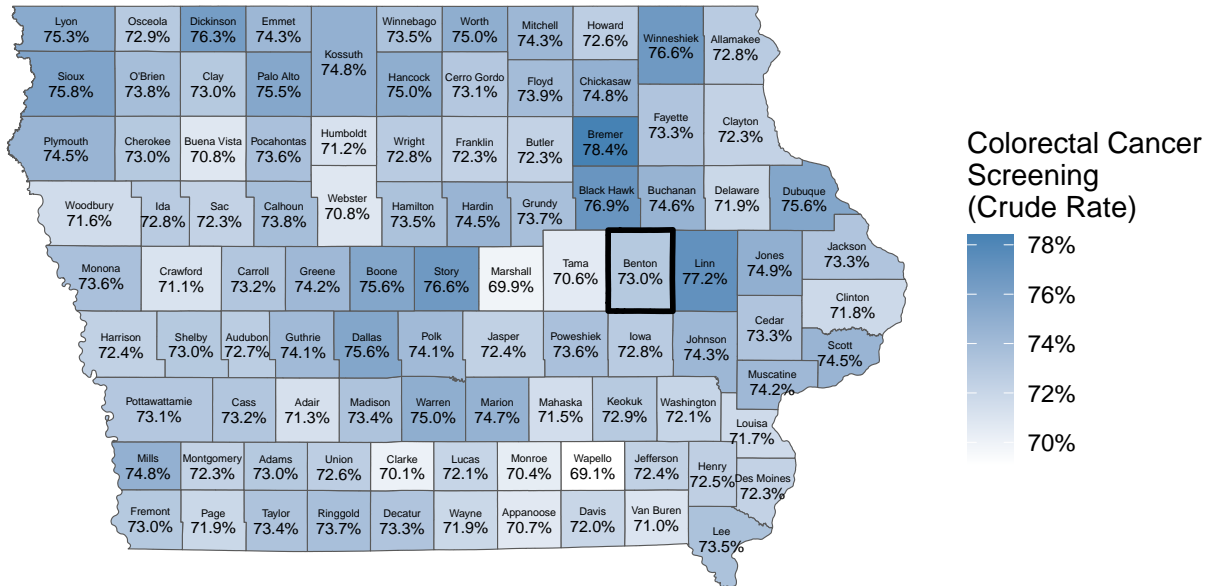 Lyon
75.3%
Osceola
72.9%
Dickinson
76.3%
Emmet
74.3%
Winnebago
73.5%
Worth
75.0%
Mitchell
74.3%
Howard
72.6%
Winneshiek
76.6%
Allamakee
72.8%
Kossuth
74.8%
Sioux
75.8%
O'Brien
73.8%
Clay
73.0%
Palo Alto
75.5%
Hancock
75.0%
Cerro Gordo
73.1%
Floyd
73.9%
Chickasaw
74.8%
Fayette
73.3%
Clayton
72.3%
Plymouth
74.5%
Cherokee
73.0%
Buena Vista
70.8%
Pocahontas
73.6%
Humboldt
71.2%
Wright
72.8%
Franklin
72.3%
Butler
72.3%
Bremer
78.4%
Woodbury
71.6%
Ida
72.8%
Sac
72.3%
Calhoun
73.8%
Webster
70.8%
Hamilton
73.5%
Hardin
74.5%
Grundy
73.7%
Black Hawk
76.9%
Buchanan
74.6%
Delaware
71.9%
Dubuque
75.6%
Monona
73.6%
Crawford
71.1%
Carroll
73.2%
Greene
74.2%
Boone
75.6%
Story
76.6%
Marshall
69.9%
Tama
70.6%
Benton
73.0%
Linn
77.2%
Jones
74.9%
Jackson
73.3%
Clinton
71.8%
Harrison
72.4%
Shelby
73.0%
Audubon
72.7%
Guthrie
74.1%
Dallas
75.6%
Polk
74.1%
Jasper
72.4%
Poweshiek
73.6%
Iowa
72.8%
Johnson
74.3%
Cedar
73.3%
Scott
74.5%
Muscatine
74.2%
Pottawattamie
73.1%
Cass
73.2%
Adair
71.3%
Madison
73.4%
Warren
75.0%
Marion
74.7%
Mahaska
71.5%
Keokuk
72.9%
Washington
72.1%
Louisa
71.7%
Mills
74.8%
Montgomery
72.3%
Adams
73.0%
Union
72.6%
Clarke
70.1%
Lucas
72.1%
Monroe
70.4%
Wapello
69.1%
Jefferson
72.4%
Henry
72.5%
Des Moines
72.3%
Fremont
73.0%
Page
71.9%
Taylor
73.4%
Ringgold
73.7%
Decatur
73.3%
Wayne
71.9%
Appanoose
70.7%
Davis
72.0%
Van Buren
71.0%
Lee
73.5%
Colorectal Cancer
Screening
(Crude Rate)
78%
76%
74%
72%
70%